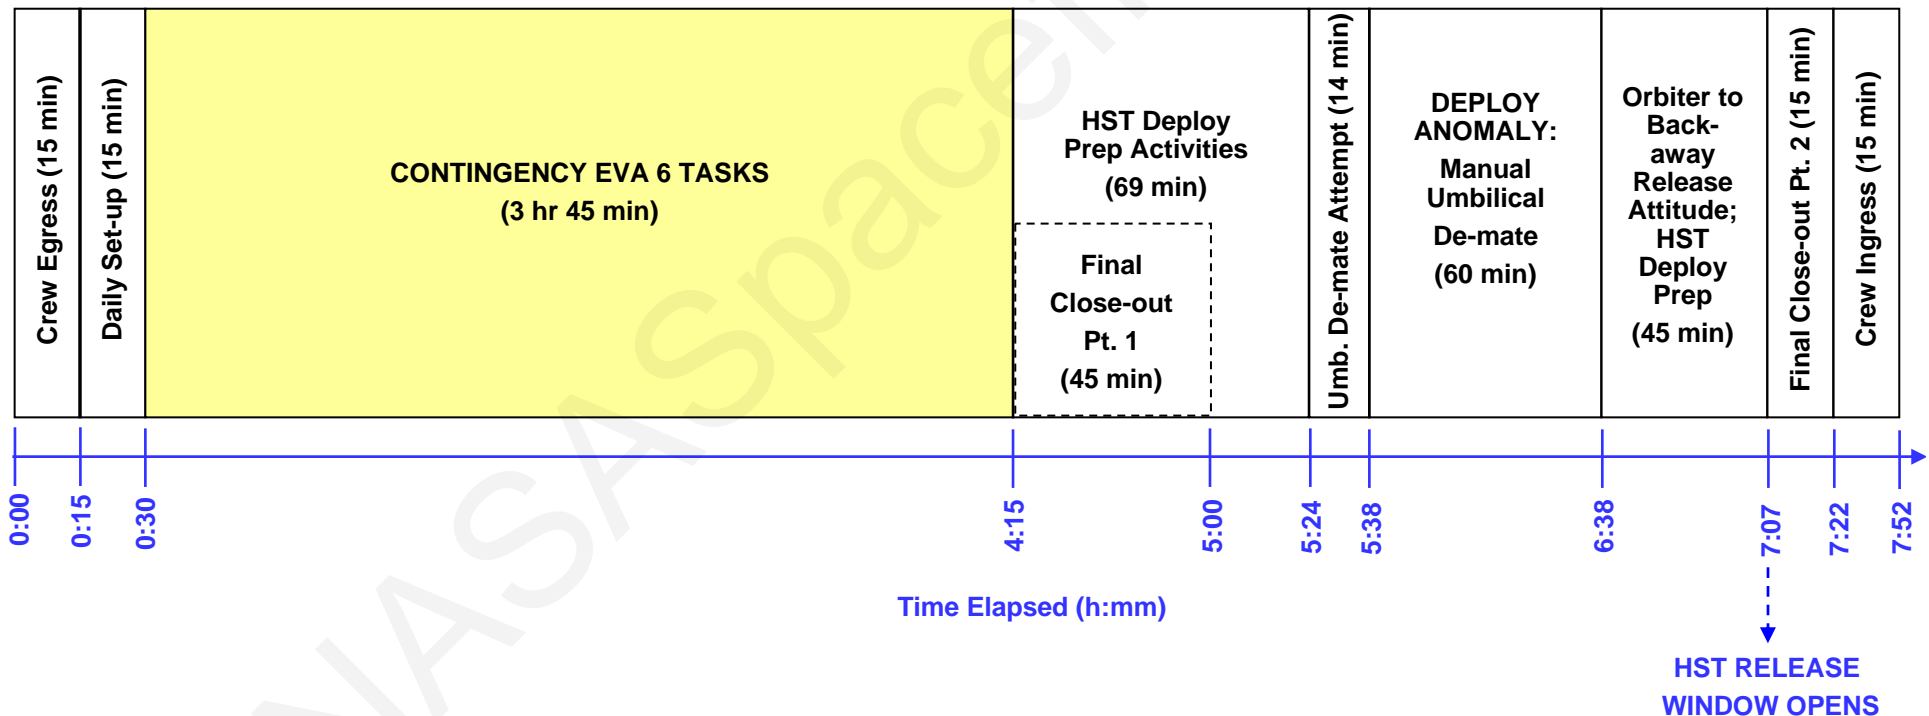 Crew Egress (15 min)
Daily Set-up (15 min)
CONTINGENCY EVA 6 TASKS
(3 hr 45 min)
HST Deploy
Prep Activities
(69 min)
Final
Close-out
Pt. 1
(45 min)
Umb. De-mate Attempt (14 min)
DEPLOY
ANOMALY:
Manual
Umbilical
De-mate
(60 min)
Orbiter to
Back-
away
Release
Attitude;
HST
Deploy
Prep
(45 min)
Final Close-out Pt. 2 (15 min)
Crew Ingress (15 min)
0:00
0:15
0:30
4:15
5:00
5:24
5:38
6:38
7:07
7:22
7:52
Time Elapsed (h:mm)
HST RELEASE
WINDOW OPENS